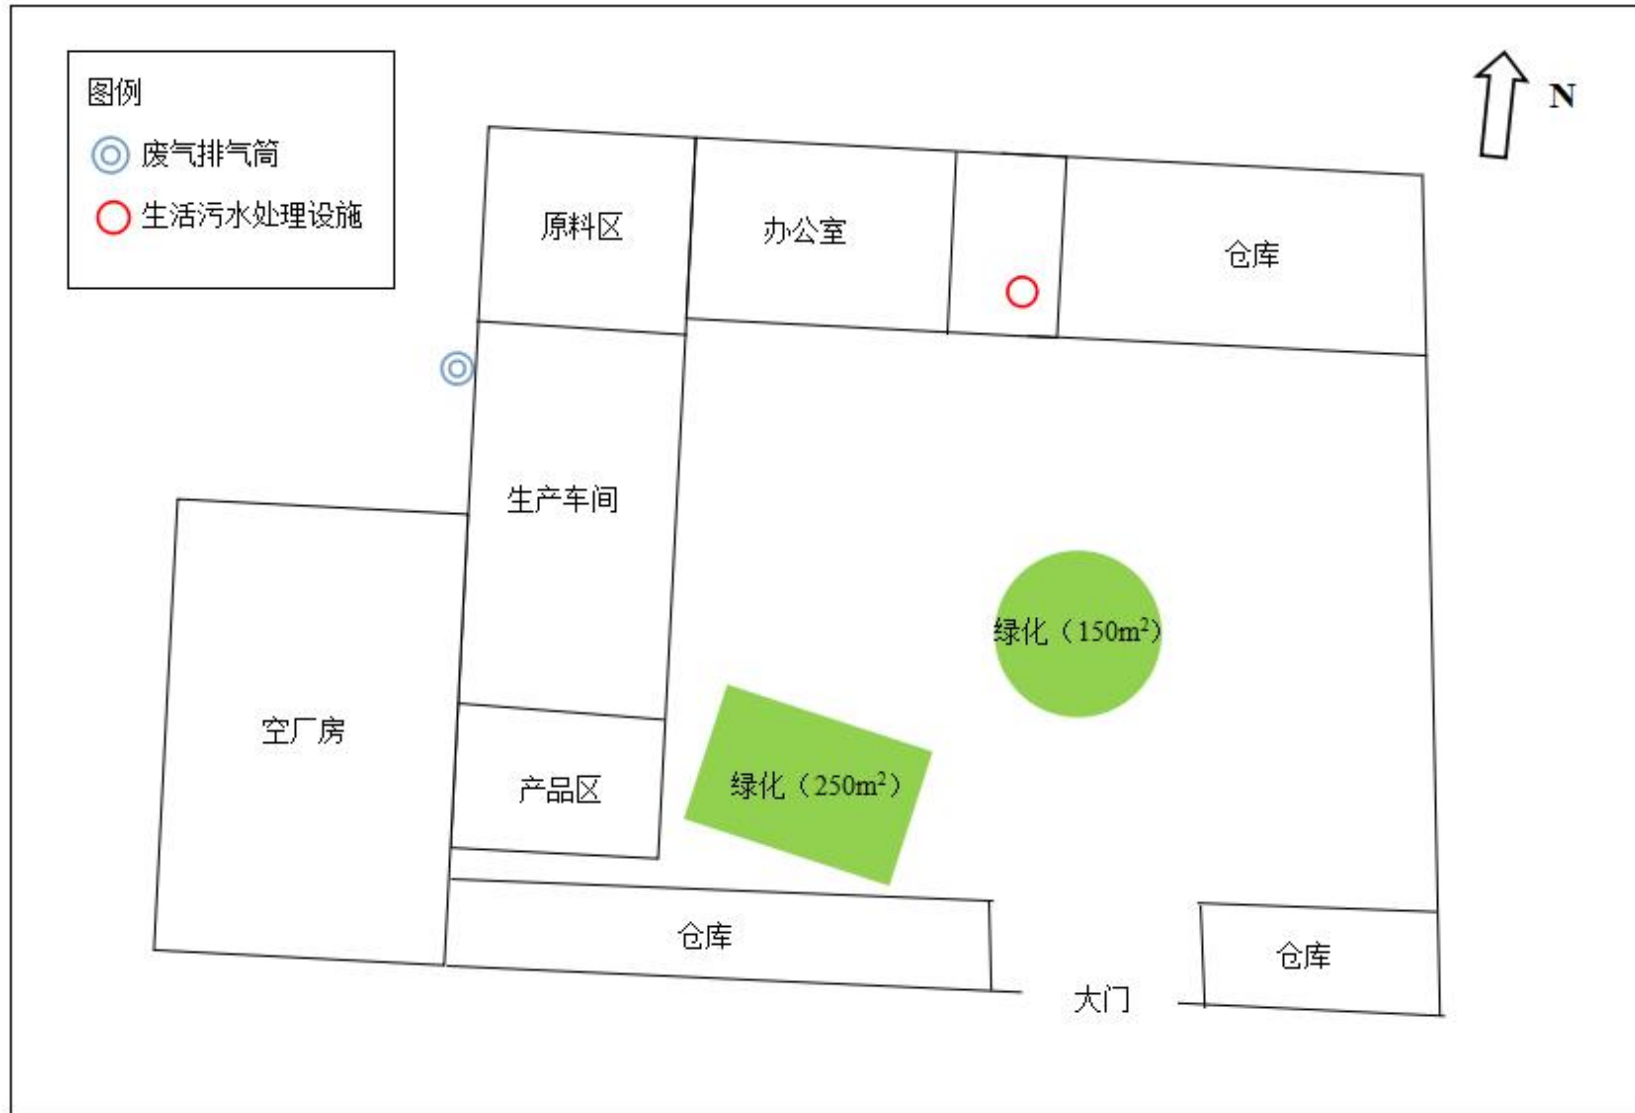 图例
废气排气筒
生活污水处理设施
N
原料区
办公室
仓库
生产车间
绿化（150m²）
空厂房
产品区
绿化（250m²）
仓库
仓库
大门